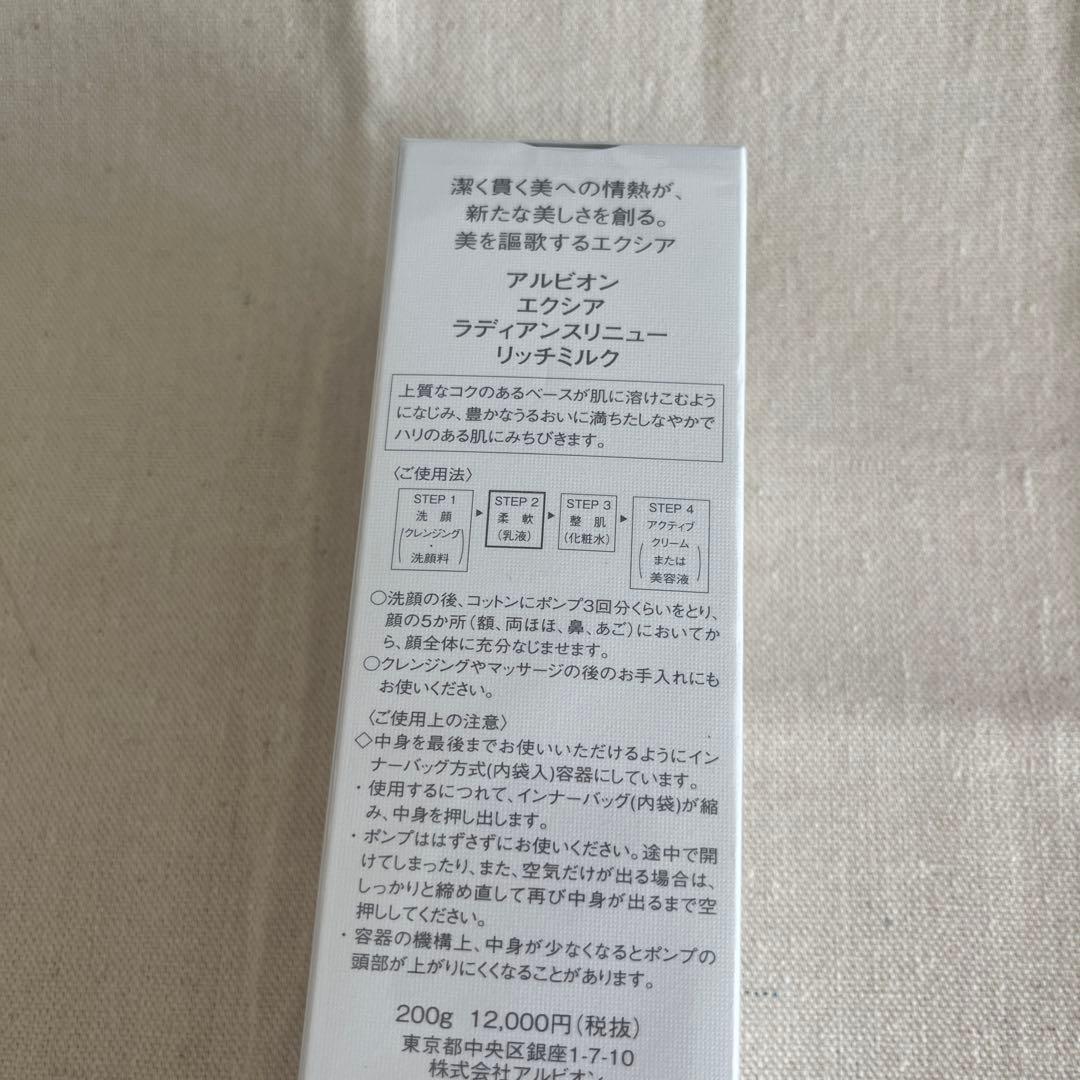 潔く貫く美への情熱が、
新たな美しさを創る。
美を謳歌するエクシア
アルビオン
エクシア
ラディアンスリニュー
リッチミルク
上質なコクのあるベースが肌に溶けこむよう
になじみ、豊かなうるおいに満ちたしなやかで
ハリのある肌にみちびきます。
〈ご使用法〉
STEP 1
洗 顔
(クレンジング
・
洗顔料)
▶
STEP 2
柔 軟
(乳液)
▶
STEP 3
整 肌
(化粧水)
▶
STEP 4
アクティブ
(クリーム
または
美容液)
○洗顔の後、コットンにポンプ3回分くらいをとり、
顔の5か所(額、両ほほ、鼻、あご)においてか
ら、顔全体に充分なじませます。
○クレンジングやマッサージの後のお手入れにも
お使いください。
〈ご使用上の注意〉
◇中身を最後までお使いいただけるようにイン
ナーバッグ方式(内袋入)容器にしています。
・使用するにつれて、インナーバッグ(内袋)が縮
み、中身を押し出します。
・ポンプははずさずにお使いください。途中で開
けてしまったり、また、空気だけが出る場合は、
しっかりと締め直して再び中身が出るまで空
押ししてください。
・容器の機構上、中身が少なくなるとポンプの
頭部が上がりにくくなることがあります。
200g 12,000円(税抜)
東京都中央区銀座1-7-10
株式会社アルビオン